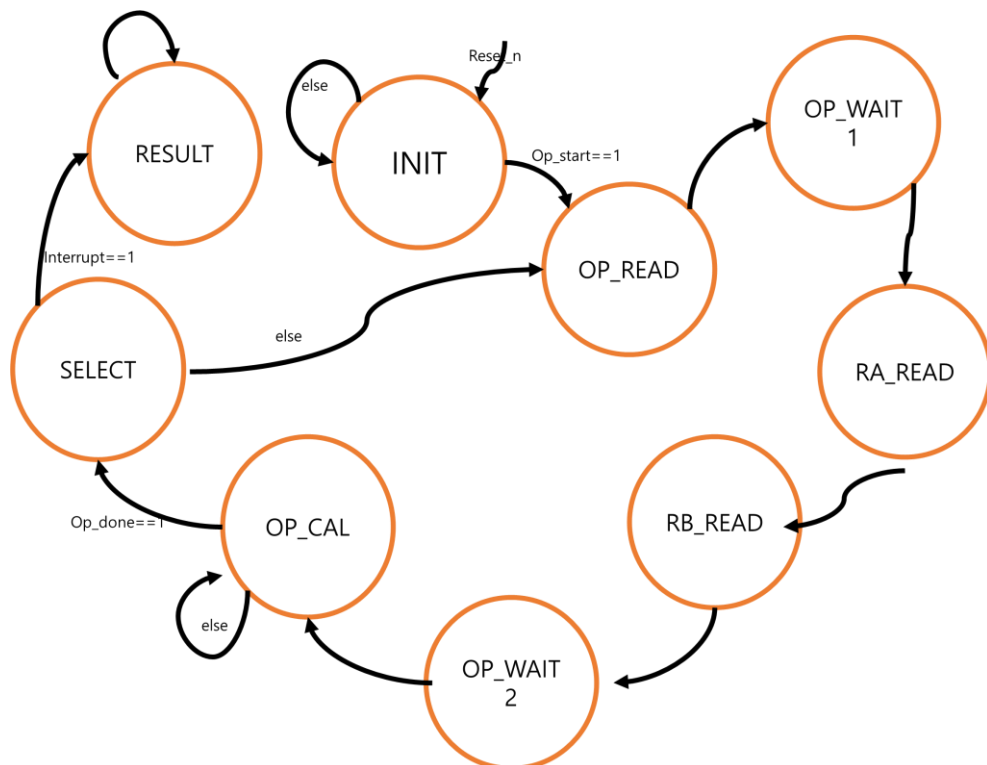 Reset_n
else
OP_WAIT
1
RESULT
INIT
Op_start==1
OP_READ
Interrupt==1
else
SELECT
RA_READ
RB_READ
Op_done==1
OP_CAL
else
OP_WAIT
2